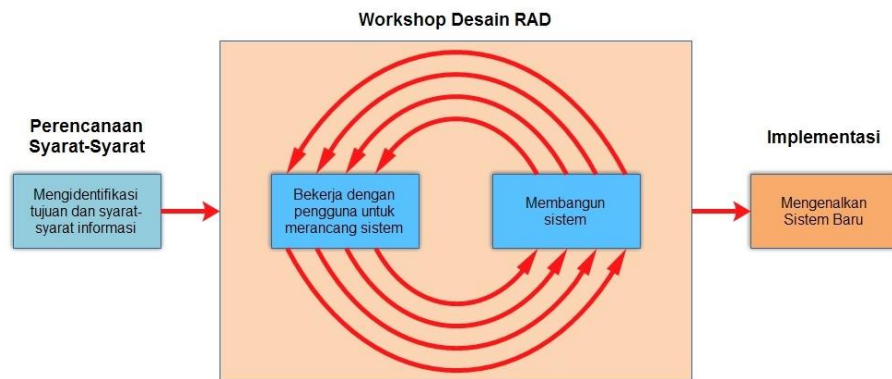 Workshop Desain RAD
Perencanaan
Syarat-Syarat
Mengidentifikasi
tujuan dan syarat-
syarat informasi
Bekerja dengan
pengguna untuk
merancang sistem
Membangun
sistem
Implementasi
Mengenalkan
Sistem Baru